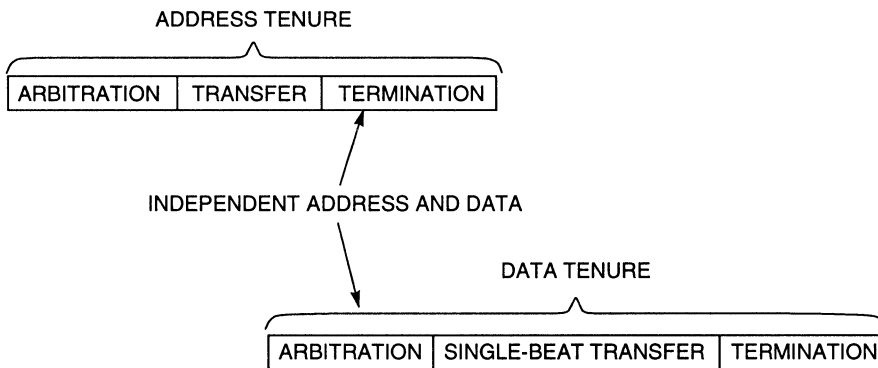 ADDRESS TENURE
ARBITRATION TRANSFER TERMINATION
INDEPENDENT ADDRESS AND DATA
DATA TENURE
ARBITRATION SINGLE-BEAT TRANSFER TERMINATION